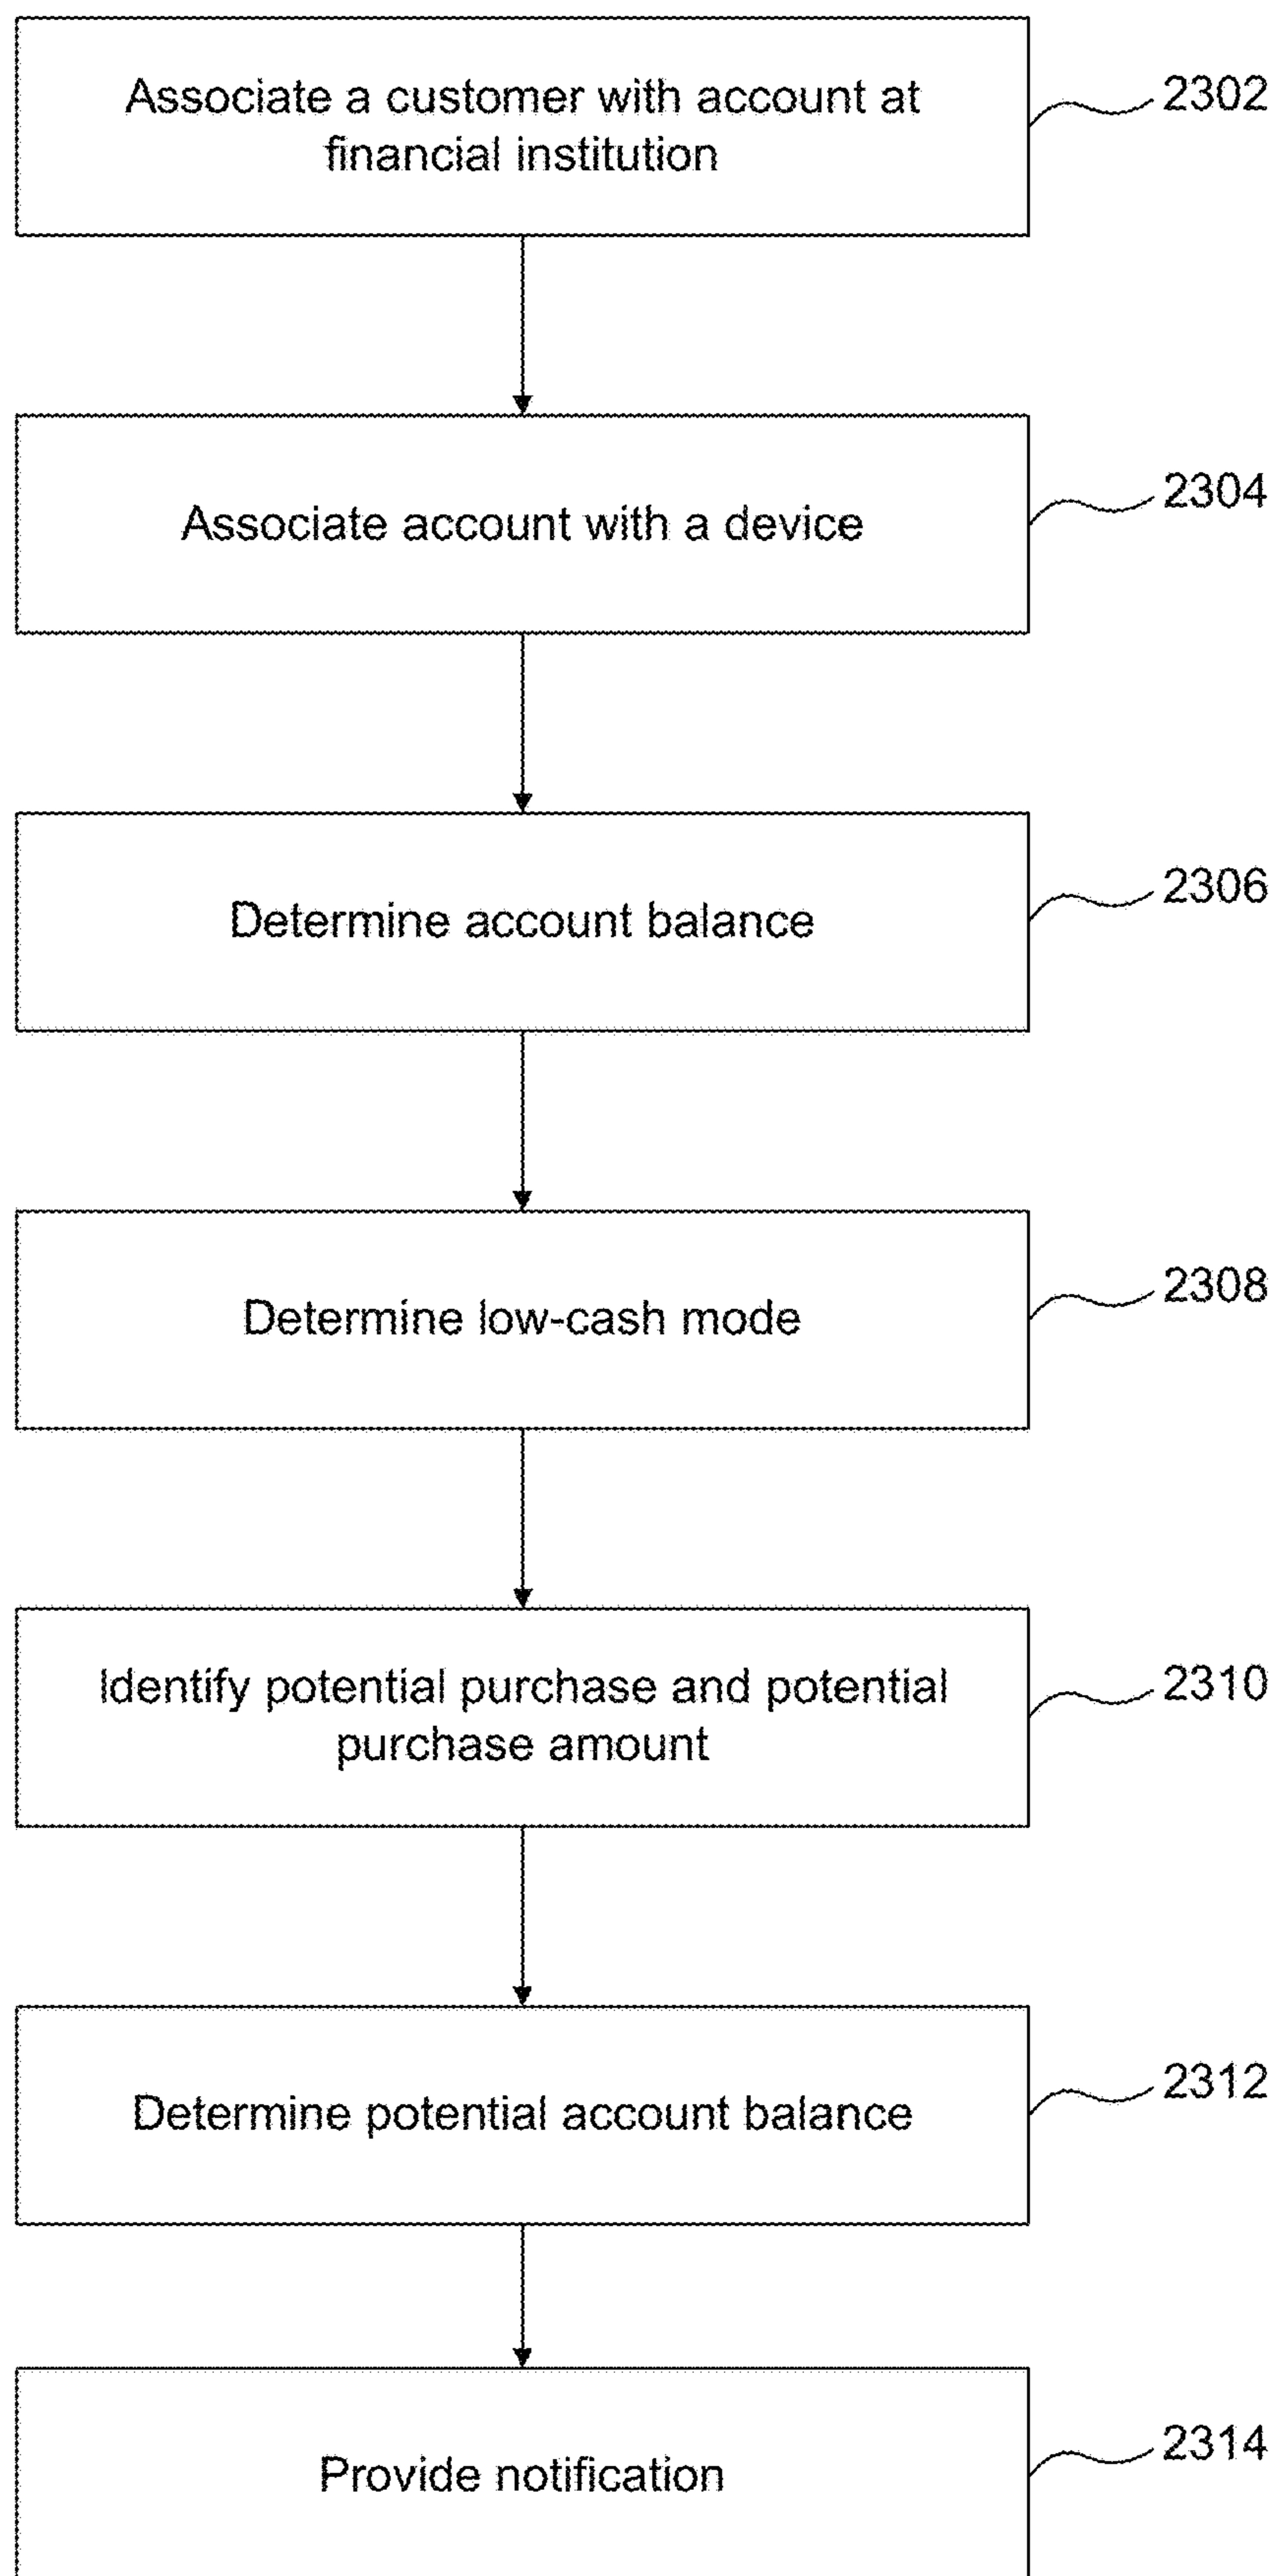 Associate a customer with account at
financial institution
2302
Associate account with a device
2304
Determine account balance
2306
Determine low-cash mode
2308
Identify potential purchase and potential
purchase amount
2310
Determine potential account balance
2312
Provide notification
2314